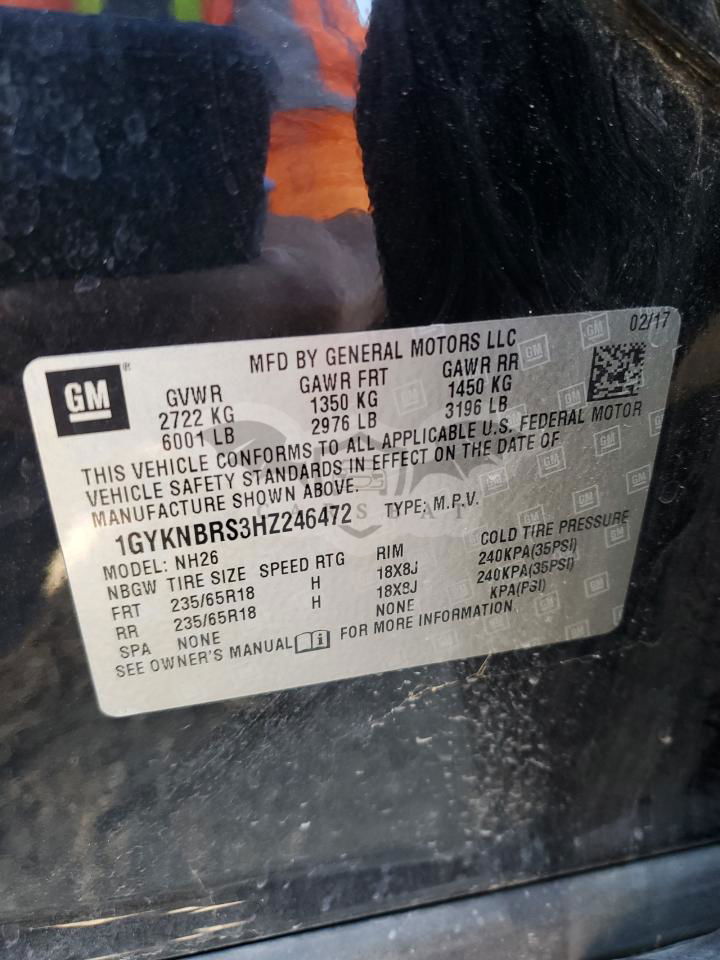 GM
MFD BY GENERAL MOTORS LLC 02/17
GVWR GAWR FRT GAWR RR
2722 KG 1350 KG 1450 KG
6001 LB 2976 LB 3196 LB
THIS VEHICLE CONFORMS TO ALL APPLICABLE U.S. FEDERAL MOTOR
VEHICLE SAFETY STANDARDS IN EFFECT ON THE DATE OF
MANUFACTURE SHOWN ABOVE.
1GYKNBRS3HZ246472 TYPE: M.P.V.
MODEL: NH26
NBGW TIRE SIZE SPEED RTG RIM COLD TIRE PRESSURE
FRT 235/65R18 H 18X8J 240KPA(35PSI)
RR 235/65R18 H 18X8J 240KPA(35PSI)
SPA NONE NONE KPA(PSI)
SEE OWNER'S MANUAL FOR MORE INFORMATION